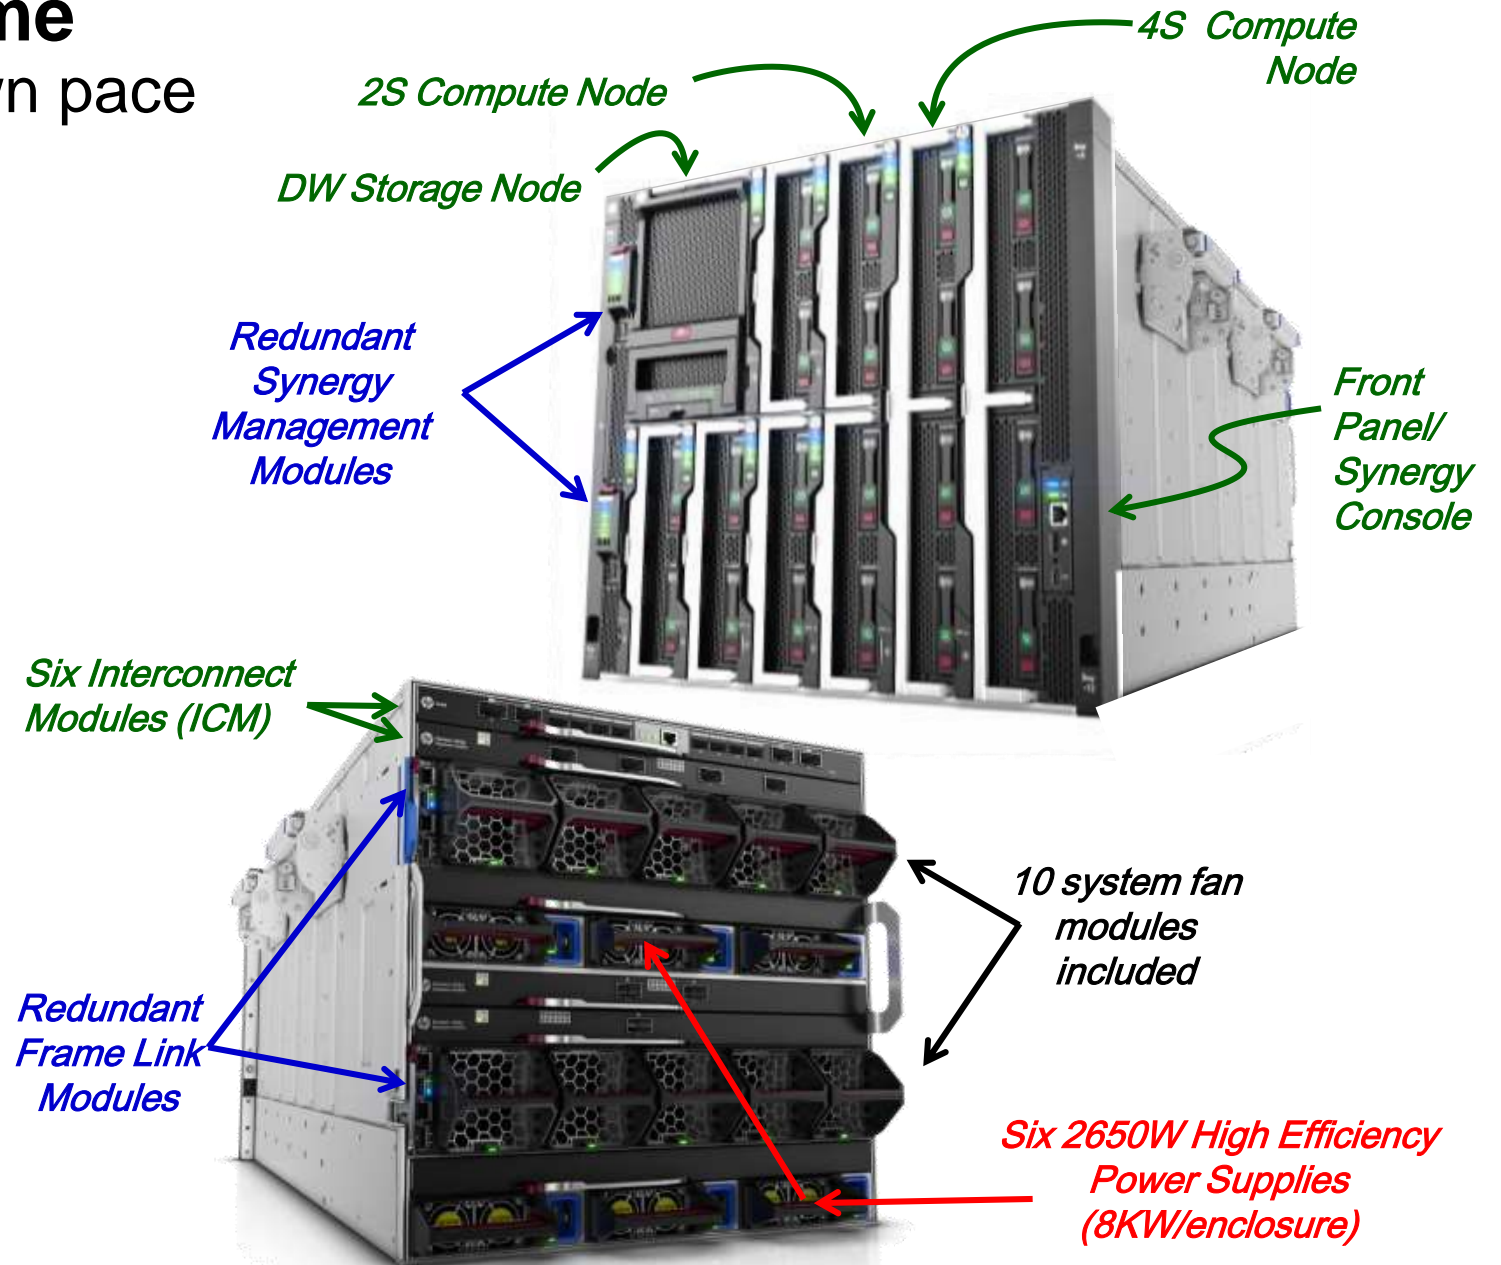 me
vn pace
4S Compute
Node
2S Compute Node
DW Storage Node
Redundant
Synergy
Management
Modules
Front
Panel/
Synergy
Console
Six Interconnect
Modules (ICM)
10 system fan
modules
included
Redundant
Frame Link
Modules
Six 2650W High Efficiency
Power Supplies
(8KW/enclosure)